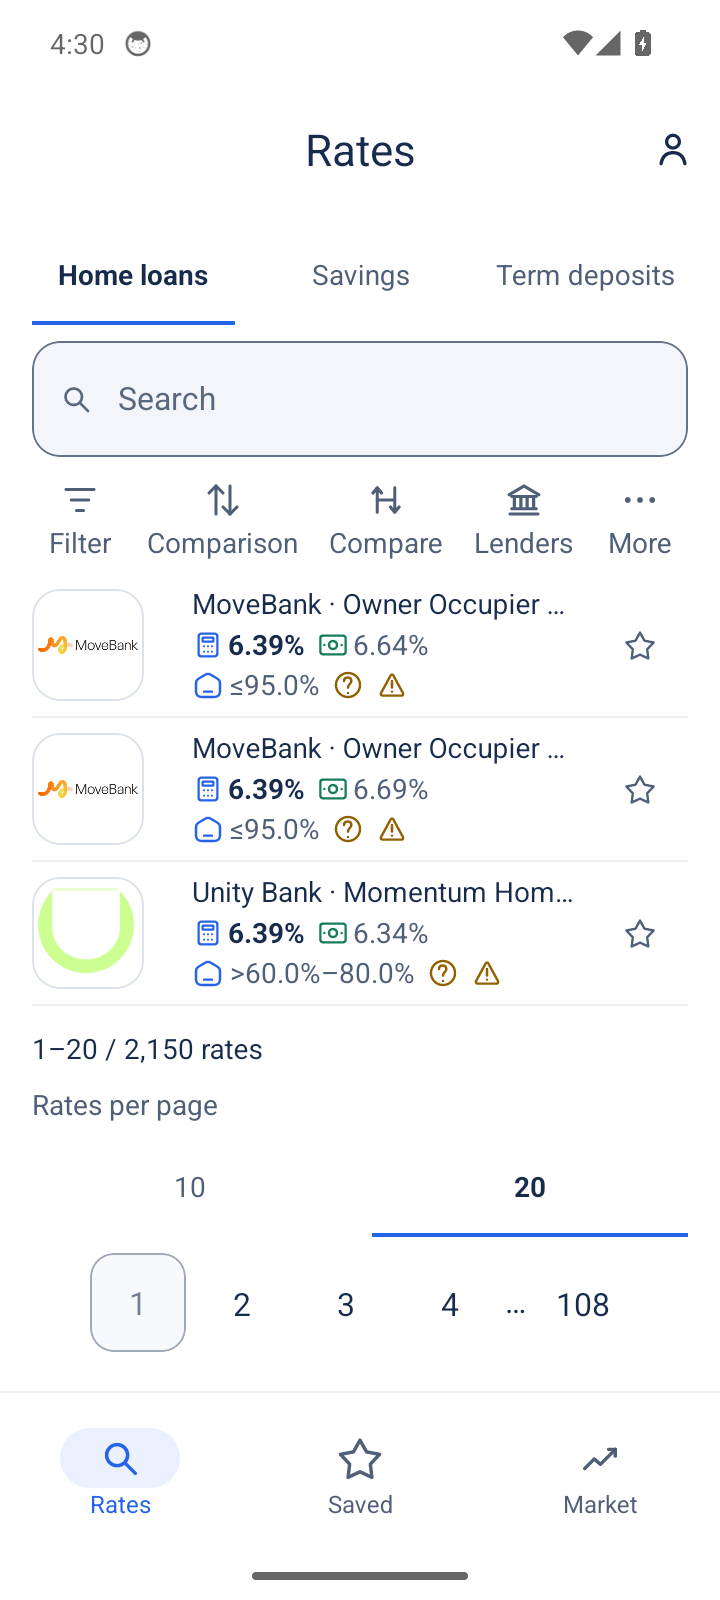 4:30
Rates
Home loans
Savings
Term deposits
Search
Filter
Comparison
Compare
Lenders
More
MoveBank
MoveBank · Owner Occupier ...
6.39% 6.64%
≤95.0%
MoveBank
MoveBank · Owner Occupier ...
6.39% 6.69%
≤95.0%
Unity Bank · Momentum Hom...
6.39% 6.34%
>60.0%–80.0%
1–20 / 2,150 rates
Rates per page
10
20
1 2 3 4 ... 108
Rates
Saved
Market